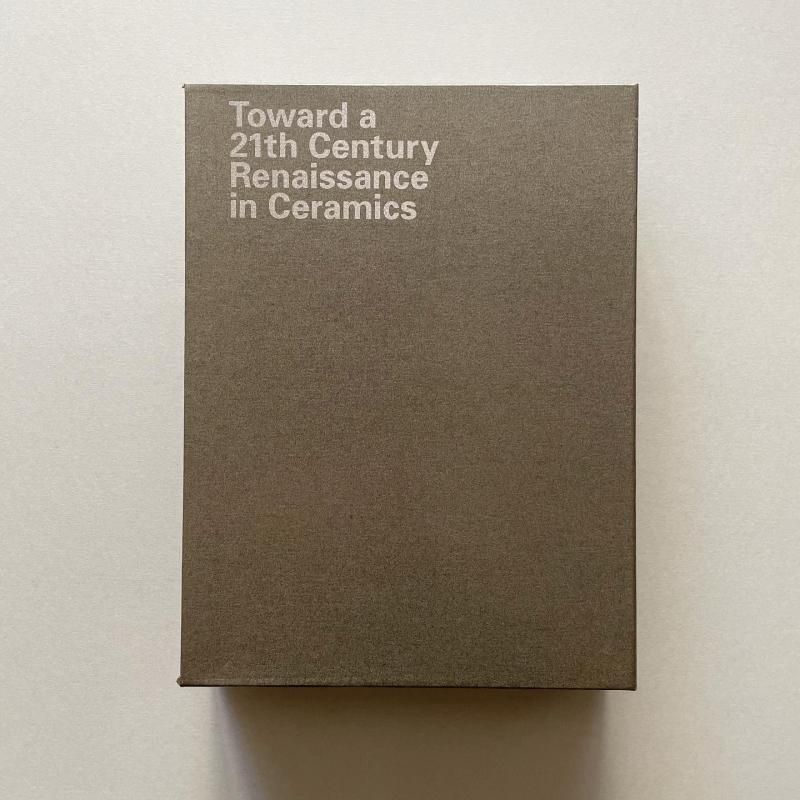 Toward a
21th Century
Renaissance
in Ceramics